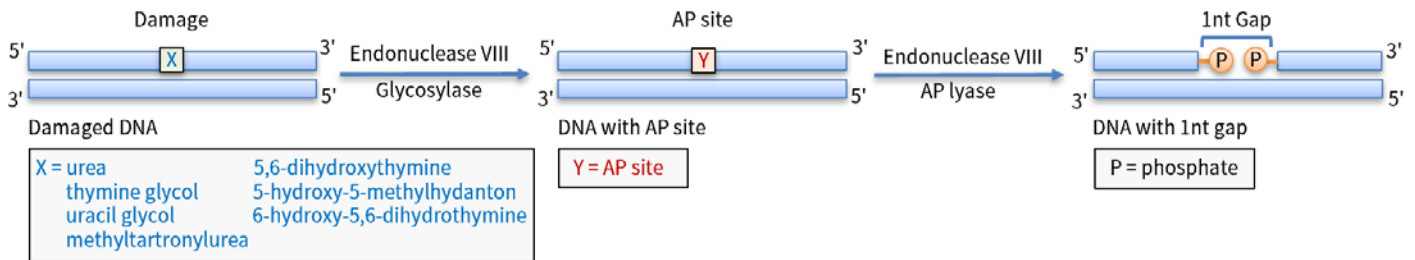 Damage
AP site
1nt Gap
5' X 3'
Endonuclease VIII
Glycosylase
5' Y 3'
Endonuclease VIII
AP lyase
5' P P 3'
3' 5'
3' 5'
3' 5'
Damaged DNA
DNA with AP site
DNA with 1nt gap
X = urea 5,6-dihydroxythymine
thymine glycol 5-hydroxy-5-methylhydanton
uracil glycol 6-hydroxy-5,6-dihydrothymine
methyltartronylurea
Y = AP site
P = phosphate